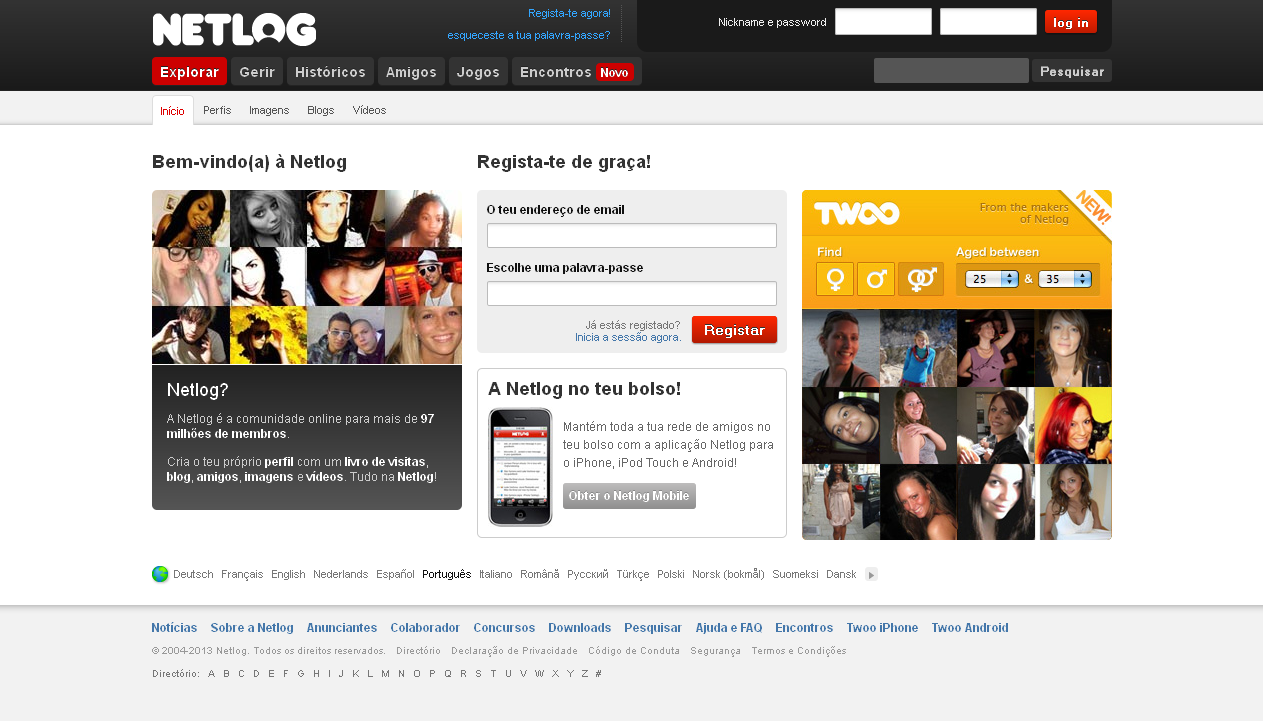 NETLOG
Regista-te agora!
esqueceste a tua palavra-passe?
Nickname e password
log in
Explorar Gerir Históricos Amigos Jogos Encontros Novo
Pesquisar
Início Perfis Imagens Blogs Vídeos
Bem-vindo(a) à Netlog
Netlog?
A Netlog é a comunidade online para mais de 97
milhões de membros.
Cria o teu próprio perfil com um livro de visitas,
blog, amigos, imagens e vídeos. Tudo na Netlog!
Regista-te de graça!
O teu endereço de email
Escolhe uma palavra-passe
Já estás registado?
Inicia a sessão agora.
Registar
A Netlog no teu bolso!
NETLOG
Mantém toda a tua rede de amigos no
teu bolso com a aplicação Netlog para
o iPhone, iPod Touch e Android!
Obter o Netlog Mobile
TWOO
From the makers
of Netlog
NEW!
Find
Aged between
25 & 35
Deutsch Français English Nederlands Español Português Italiano Română Русский Türkçe Polski Norsk (bokmål) Suomeksi Dansk
Notícias Sobre a Netlog Anunciantes Colaborador Concursos Downloads Pesquisar Ajuda e FAQ Encontros Twoo iPhone Twoo Android
© 2004-2013 Netlog. Todos os direitos reservados. Directório Declaração de Privacidade Código de Conduta Segurança Termos e Condições
Directório: A B C D E F G H I J K L M N O P Q R S T U V W X Y Z #